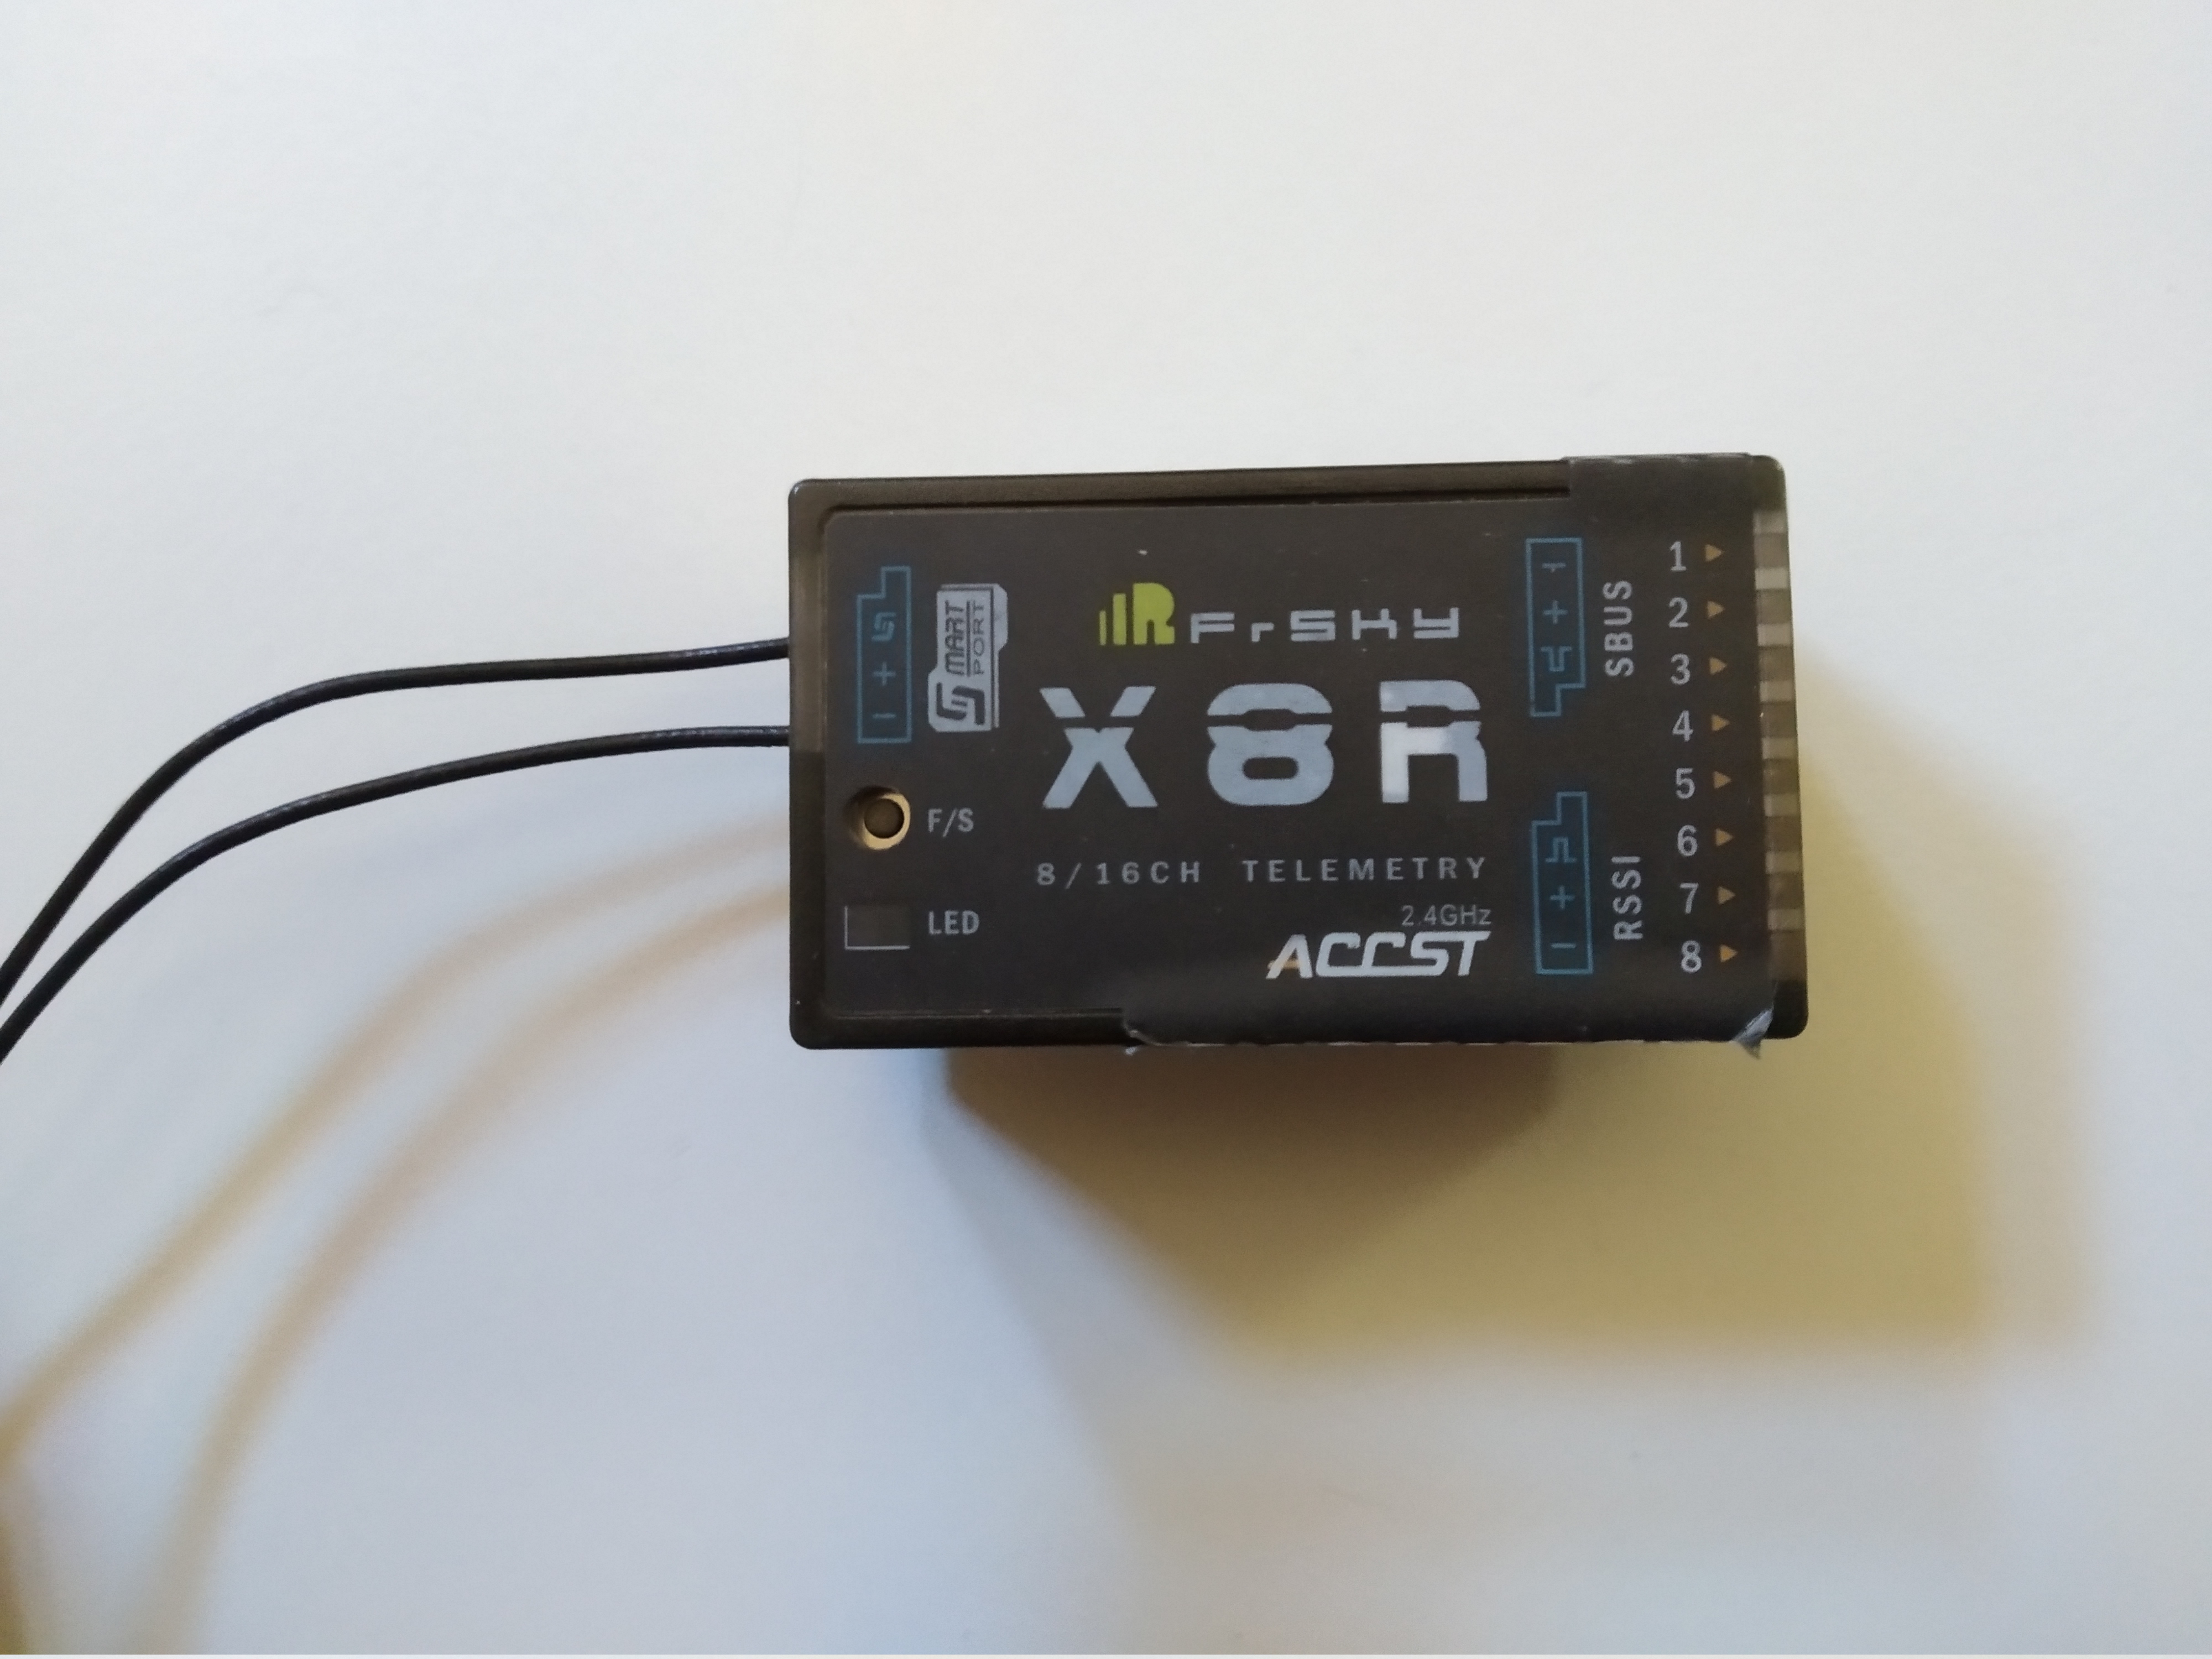 FrSky
X8R
8/16CH TELEMETRY
2.4GHz
ACCST
SMART
PORT
F/S
LED
SBUS
RSSI
1
2
3
4
5
6
7
8